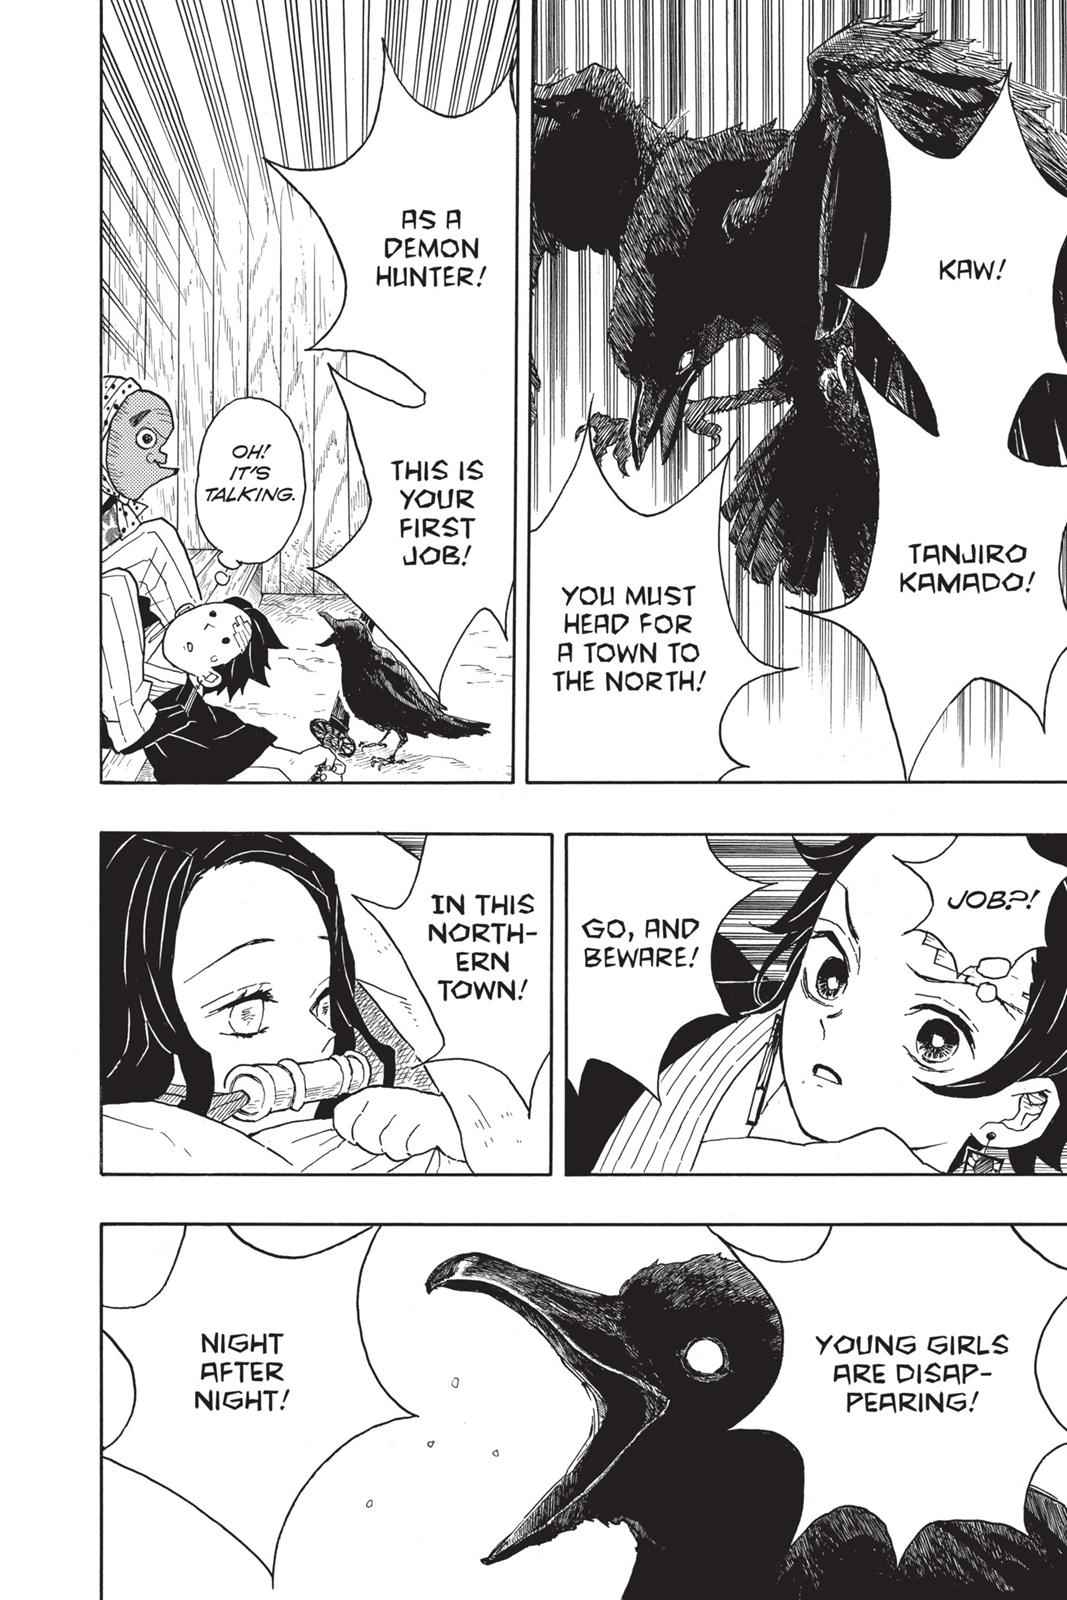 KAW!
TANJIRO
KAMADO!
YOU MUST
HEAD FOR
A TOWN TO
THE NORTH!
AS A
DEMON
HUNTER!
THIS IS
YOUR
FIRST
JOB!
OH!
IT'S
TALKING.
JOB?!
GO, AND
BEWARE!
IN THIS
NORTH-
ERN
TOWN!
YOUNG GIRLS
ARE DISAP-
PEARING!
NIGHT
AFTER
NIGHT!